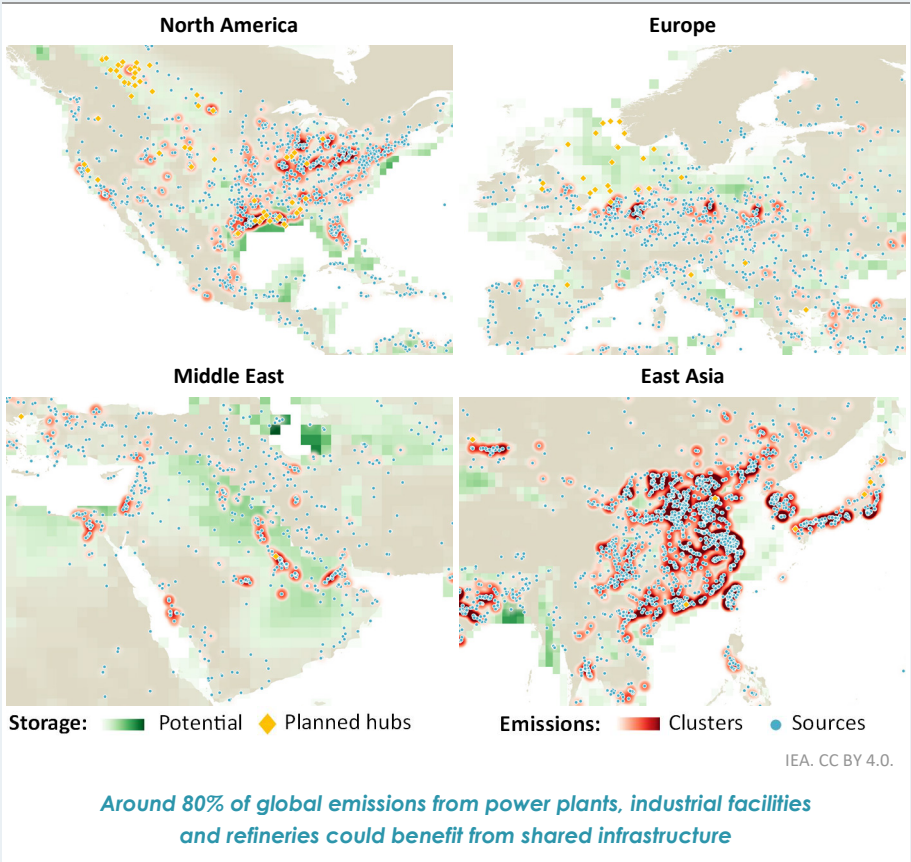 North America
Europe
Middle East
East Asia
Storage: Potential Planned hubs Emissions: Clusters Sources
IEA. CC BY 4.0.
Around 80% of global emissions from power plants, industrial facilities
and refineries could benefit from shared infrastructure